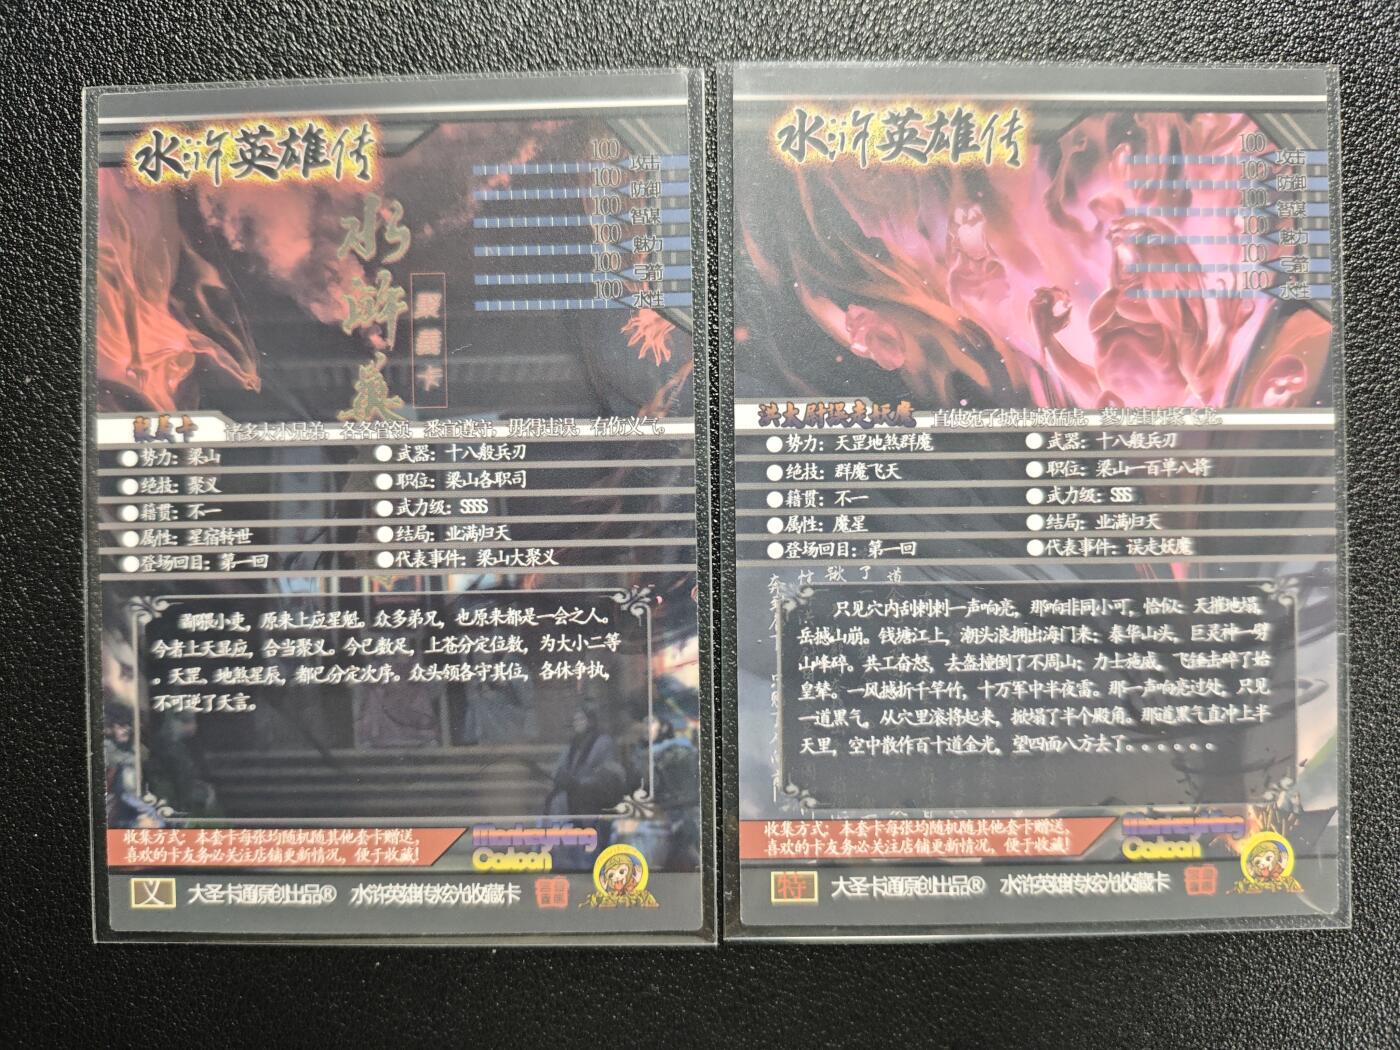 水浒英雄传
100 攻击
100 防御
100 智谋
100 魅力
100 弓箭
100 水性
水浒英
聚义卡
聚义卡
诸多大小兄弟，各各管领，悉宜遵守，毋得违误，有伤义气。
●势力：梁山
●武器：十八般兵刃
●绝技：聚义
●职位：梁山各职司
●籍贯：不一
●武力级：SSSS
●属性：星宿转世
●结局：业满归天
●登场回目：第一回
●代表事件：梁山大聚义
鄙猥小吏，原来上应星魁。众多弟兄，也原来都是一会之人。
今者上天显应，合当聚义。今已数足，上苍分定位数，为大小二等
。天罡、地煞星辰，都已分定次序。众头领各守其位，各休争执，
不可逆了天言。
收集方式：本套卡每张均随机随其他套卡赠送，
喜欢的卡友务必关注店铺更新情况，便于收藏！
MonkeyKing
Cartoon
义
大圣卡通原创出品® 水浒英雄传炫光收藏卡
水浒英雄传
100 攻击
100 防御
100 智谋
100 魅力
100 弓箭
100 水性
洪太尉误走妖魔
直使宛子城中藏猛虎，蓼儿洼内聚飞龙。
●势力：天罡地煞群魔
●武器：十八般兵刃
●绝技：群魔飞天
●职位：梁山一百单八将
●籍贯：不一
●武力级：SSS
●属性：魔星
●结局：业满归天
●登场回目：第一回
●代表事件：误走妖魔
只见穴内刮剌剌一声响亮，那响非同小可，恰似：天摧地塌，
岳撼山崩。钱塘江上，潮头浪拥出海门来；泰华山头，巨灵神一劈
山峰碎。共工奋怒，去盔撞倒了不周山；力士施威，飞锤击碎了始
皇辇。一风撼折千竿竹，十万军中半夜雷。那一声响亮过处，只见
一道黑气，从穴里滚将起来，掀塌了半个殿角。那道黑气直冲上半
天里，空中散作百十道金光，望四面八方去了。。。。。。
收集方式：本套卡每张均随机随其他套卡赠送，
喜欢的卡友务必关注店铺更新情况，便于收藏！
MonkeyKing
Cartoon
特
大圣卡通原创出品® 水浒英雄传炫光收藏卡